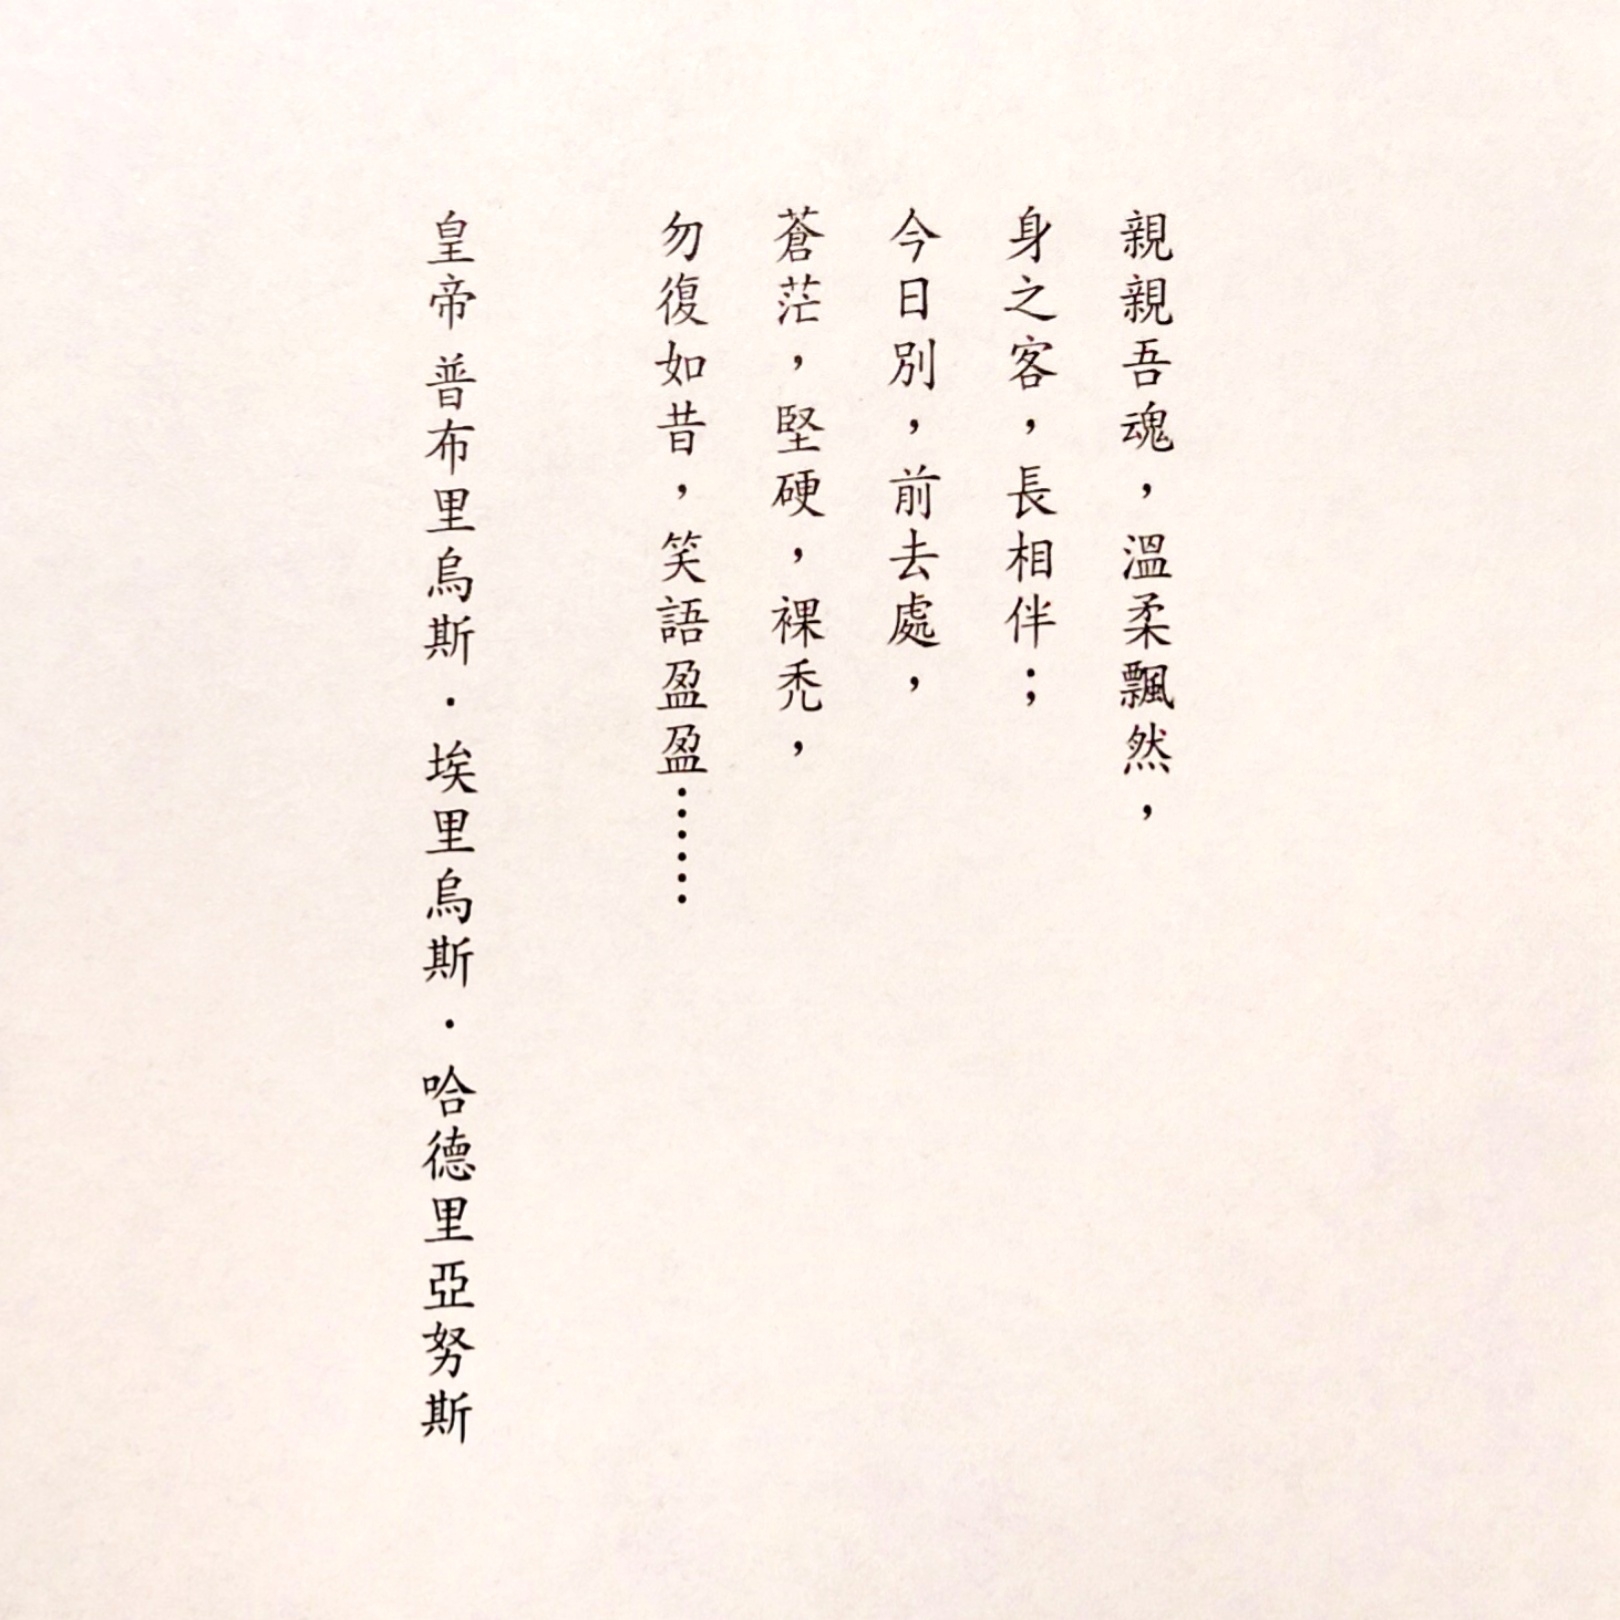 親親吾魂，溫柔飄然，
身之客，長相伴；
今日別，前去處，
蒼茫，堅硬，裸禿，
勿復如昔，笑語盈盈……
皇帝 普布里烏斯．埃里烏斯．哈德里亞努斯